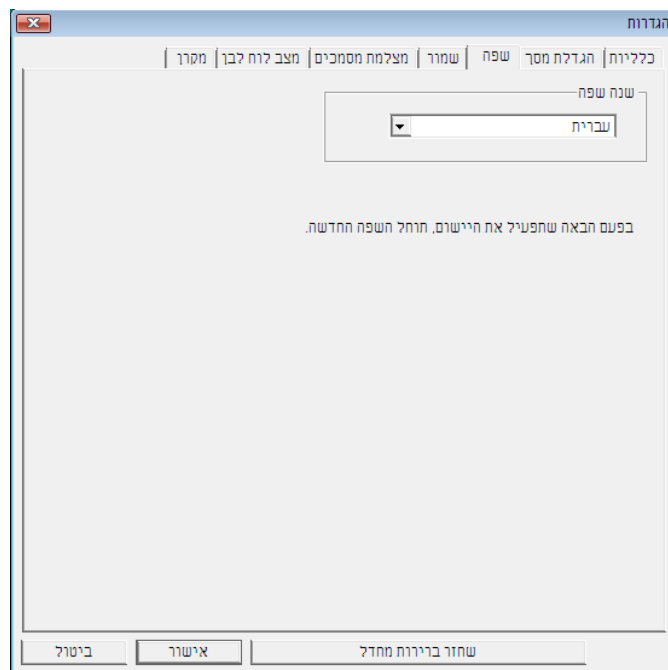 הגדרות
כלליות הגדלת מסך שפה שמור מצלמת מסמכים מצב לוח לבן מקרן
שנה שפה
עברית
בפעם הבאה שתפעיל את היישום, תוחל השפה החדשה.
שחזר ברירות מחדל אישור ביטול